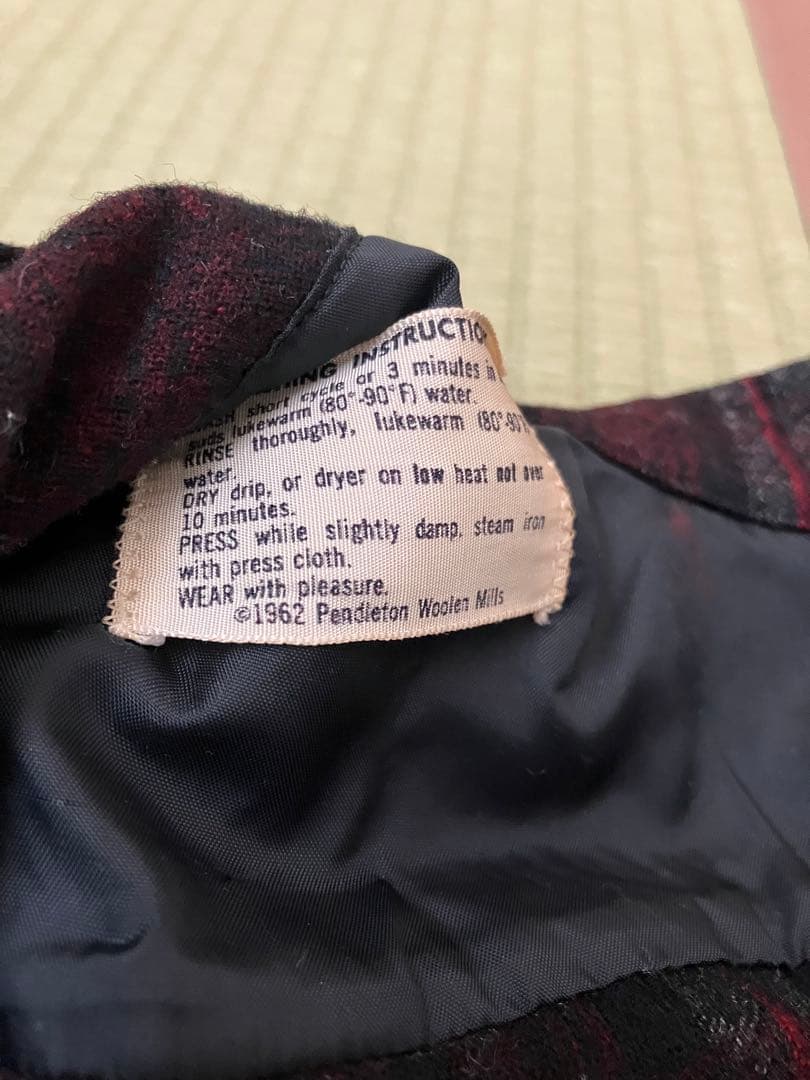 INSTRUCTIO
short cycle or 3 minutes in
suds, lukewarm (80°-90°F) water.
RINSE thoroughly, lukewarm (80°-90°F)
water.
DRY drip, or dryer on low heat not over
10 minutes.
PRESS while slightly damp. steam iron
with press cloth.
WEAR with pleasure.
©1962 Pendleton Woolen Mills